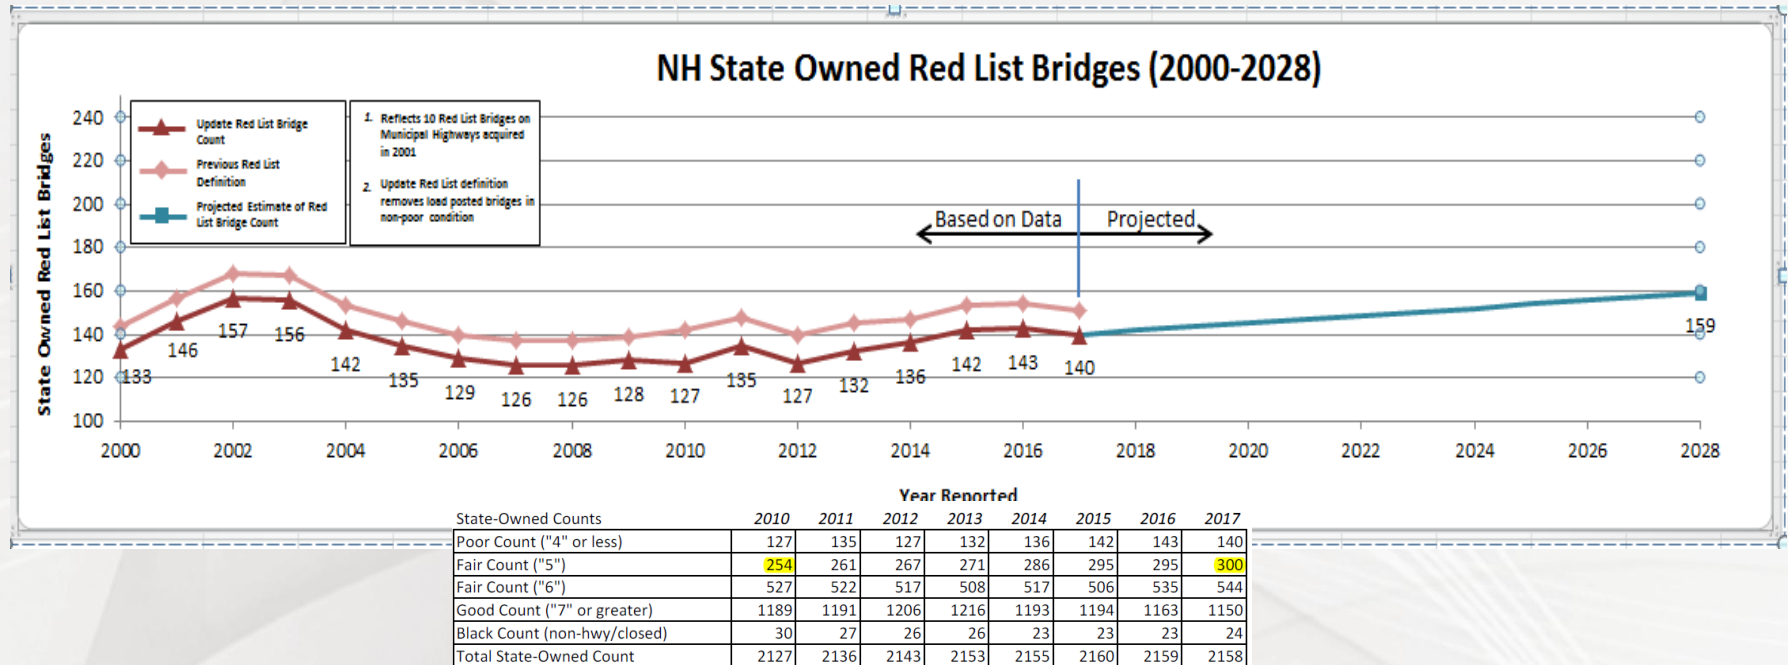 NH State Owned Red List Bridges (2000-2028)
State Owned Red List Bridges
240
220
200
180
160
140
120
100
Update Red List Bridge
Count
Previous Red List
Definition
Projected Estimate of Red
List Bridge Count
1. Reflects 10 Red List Bridges on
Municipal Highways acquired
in 2001
2. Update Red List definition
removes load posted bridges in
non-poor condition
Based on Data Projected
133 146 157 156 142 135 129 126 126 128 127 135 127 132 136 142 143 140 159
2000 2002 2004 2006 2008 2010 2012 2014 2016 2018 2020 2022 2024 2026 2028
Year Reported
State-Owned Counts 2010 2011 2012 2013 2014 2015 2016 2017
Poor Count ("4" or less) 127 135 127 132 136 142 143 140
Fair Count ("5") 254 261 267 271 286 295 295 300
Fair Count ("6") 527 522 517 508 517 506 535 544
Good Count ("7" or greater) 1189 1191 1206 1216 1193 1194 1163 1150
Black Count (non-hwy/closed) 30 27 26 26 23 23 23 24
Total State-Owned Count 2127 2136 2143 2153 2155 2160 2159 2158